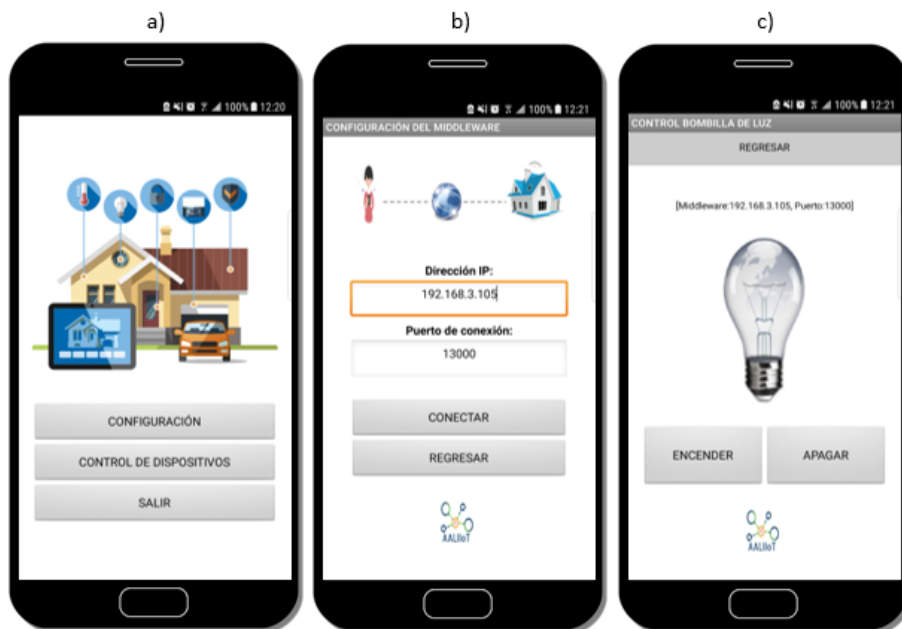 a)
b)
c)
100% 12:20
CONFIGURACIÓN
CONTROL DE DISPOSITIVOS
SALIR
100% 12:21
CONFIGURACIÓN DEL MIDDLEWARE
Dirección IP:
192.168.3.105
Puerto de conexión:
13000
CONECTAR
REGRESAR
AALIIoT
100% 12:21
CONTROL BOMBILLA DE LUZ
REGRESAR
[Middleware:192.168.3.105, Puerto:13000]
ENCENDER
APAGAR
AALIIoT